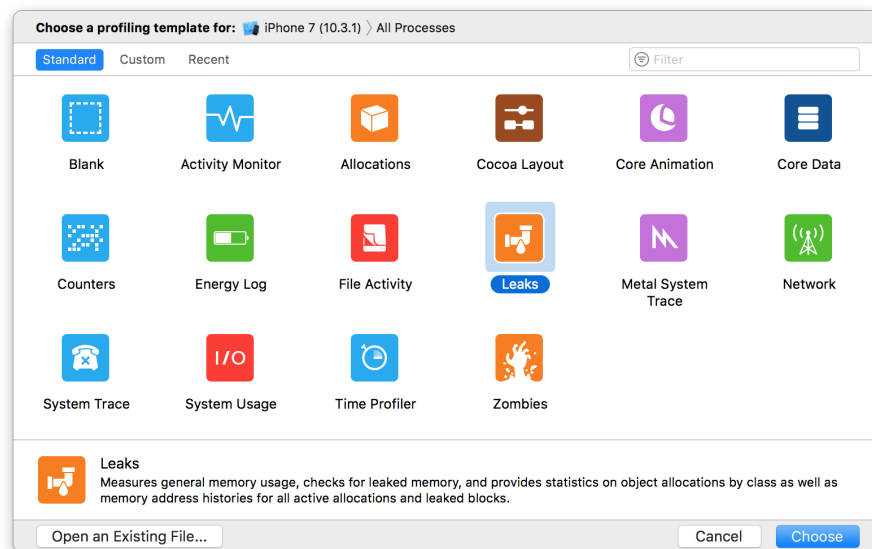 Choose a profiling template for: iPhone 7 (10.3.1) 〉 All Processes
Standard Custom Recent Filter
Blank Activity Monitor Allocations Cocoa Layout Core Animation Core Data
Counters Energy Log File Activity Leaks Metal System Trace Network
I/O
System Trace System Usage Time Profiler Zombies
Leaks
Measures general memory usage, checks for leaked memory, and provides statistics on object allocations by class as well as
memory address histories for all active allocations and leaked blocks.
Open an Existing File... Cancel Choose